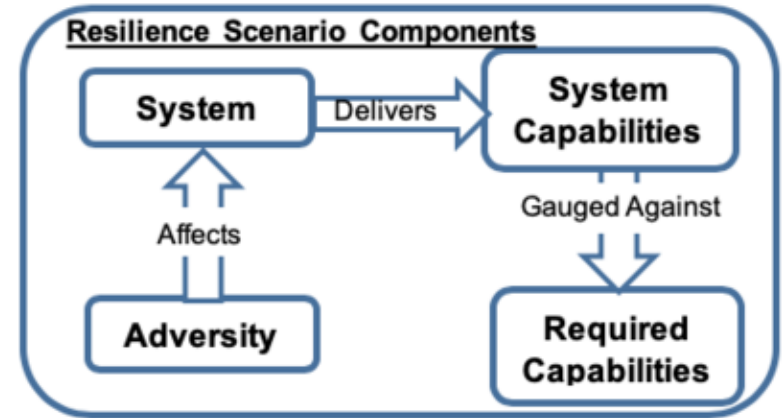 Resilience Scenario Components
System
Delivers
System
Capabilities
Affects
Gauged Against
Adversity
Required
Capabilities